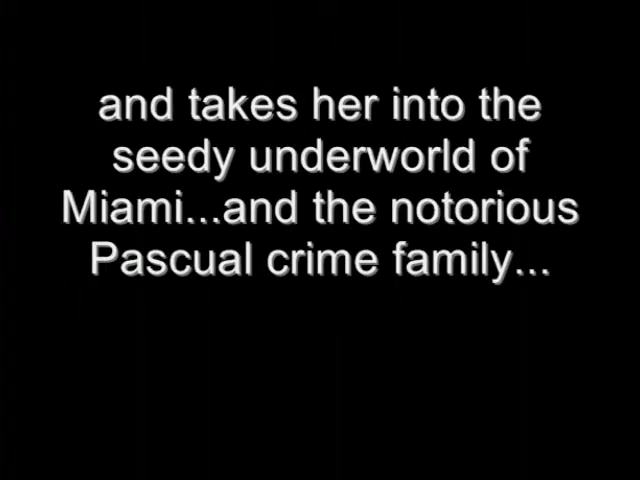 and takes her into the
seedy underworld of
Miami...and the notorious
Pascual crime family...